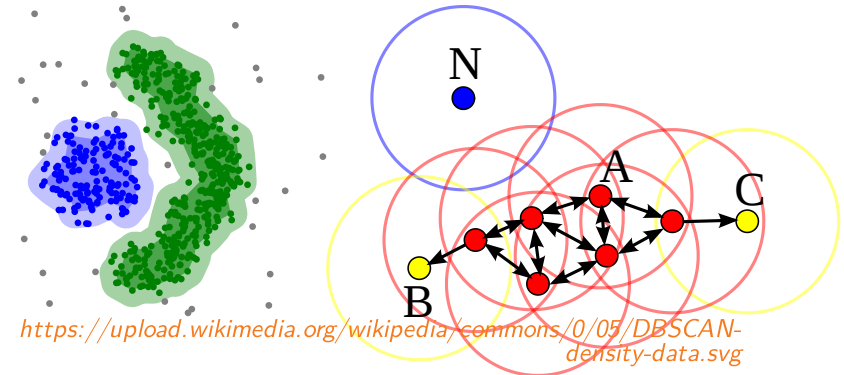 N
A
C
B
https://upload.wikimedia.org/wikipedia/commons/0/05/DBSCAN-
density-data.svg